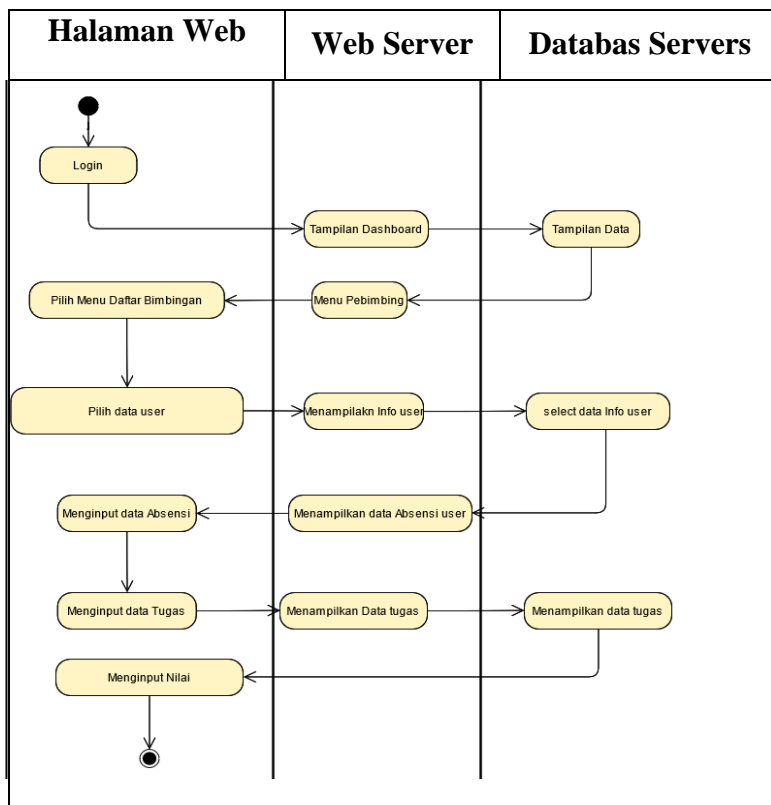 Halaman Web
Web Server
Databas Servers
Login
Tampilan Dashboard
Tampilan Data
Pilih Menu Daftar Bimbingan
Menu Pebimbing
Pilih data user
Menampilakn Info user
select data Info user
Menginput data Absensi
Menampilkan data Absensi user
Menginput data Tugas
Menampilkan Data tugas
Menampilkan data tugas
Menginput Nilai